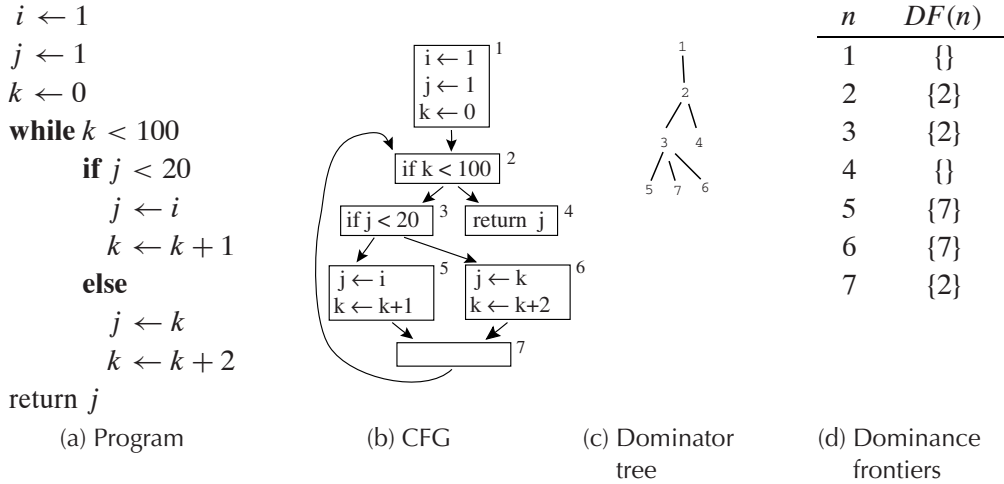 i ← 1
j ← 1
k ← 0
while k < 100
if j < 20
j ← i
k ← k + 1
else
j ← k
k ← k + 2
return j
(a) Program
1
i ← 1
j ← 1
k ← 0
2
if k < 100
3
if j < 20
4
return j
5
j ← i
k ← k+1
6
j ← k
k ← k+2
7
(b) CFG
1
2
3 4
5 7 6
(c) Dominator
tree
n DF(n)
1 {}
2 {2}
3 {2}
4 {}
5 {7}
6 {7}
7 {2}
(d) Dominance
frontiers